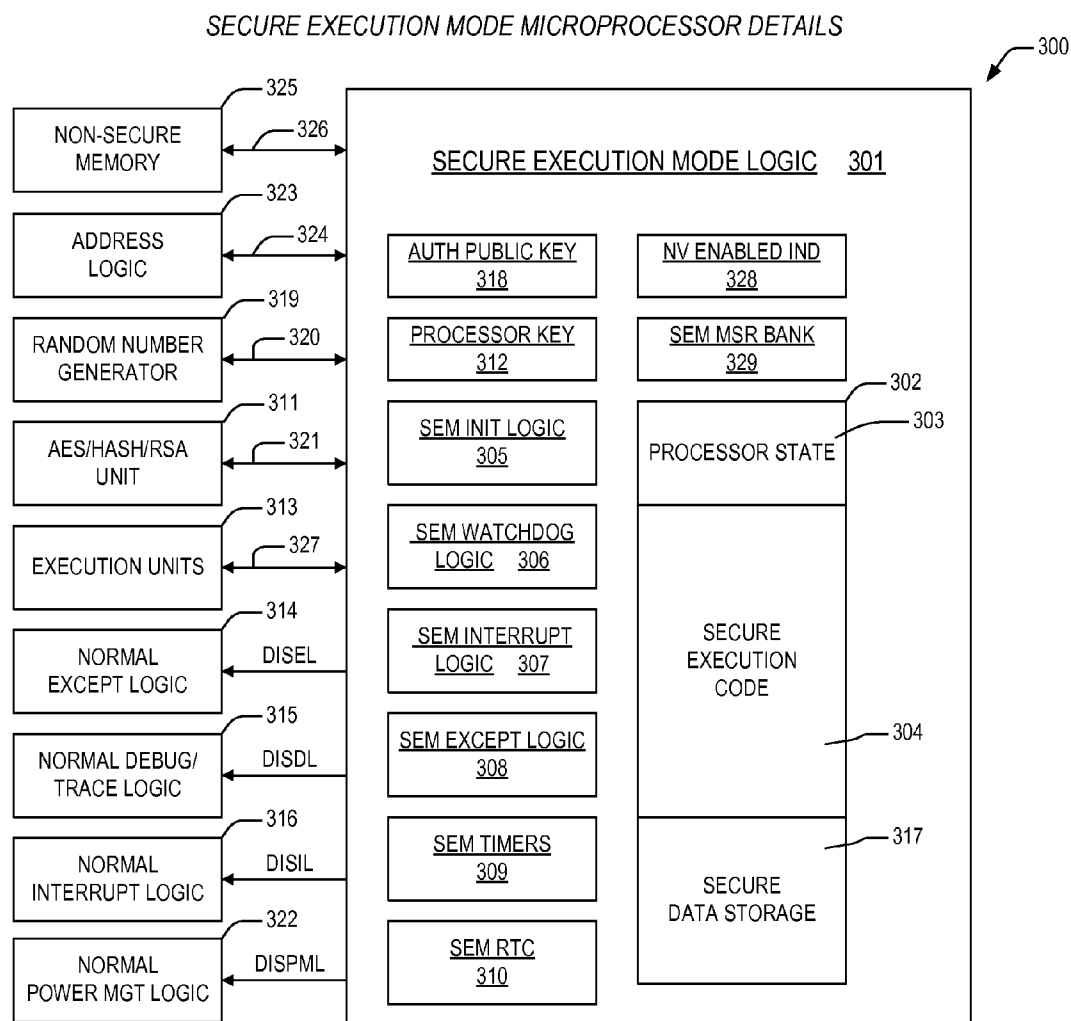 SECURE EXECUTION MODE MICROPROCESSOR DETAILS
300
325
NON-SECURE
MEMORY
326
323
ADDRESS
LOGIC
324
319
RANDOM NUMBER
GENERATOR
320
311
AES/HASH/RSA
UNIT
321
313
EXECUTION UNITS
327
314
NORMAL
EXCEPT LOGIC
DISEL
315
NORMAL DEBUG/
TRACE LOGIC
DISDL
316
NORMAL
INTERRUPT LOGIC
DISIL
322
NORMAL
POWER MGT LOGIC
DISPML
SECURE EXECUTION MODE LOGIC 301
AUTH PUBLIC KEY
318
PROCESSOR KEY
312
SEM INIT LOGIC
305
SEM WATCHDOG
LOGIC 306
SEM INTERRUPT
LOGIC 307
SEM EXCEPT LOGIC
308
SEM TIMERS
309
SEM RTC
310
NV ENABLED IND
328
SEM MSR BANK
329
302
303
PROCESSOR STATE
SECURE
EXECUTION
CODE
304
317
SECURE
DATA STORAGE